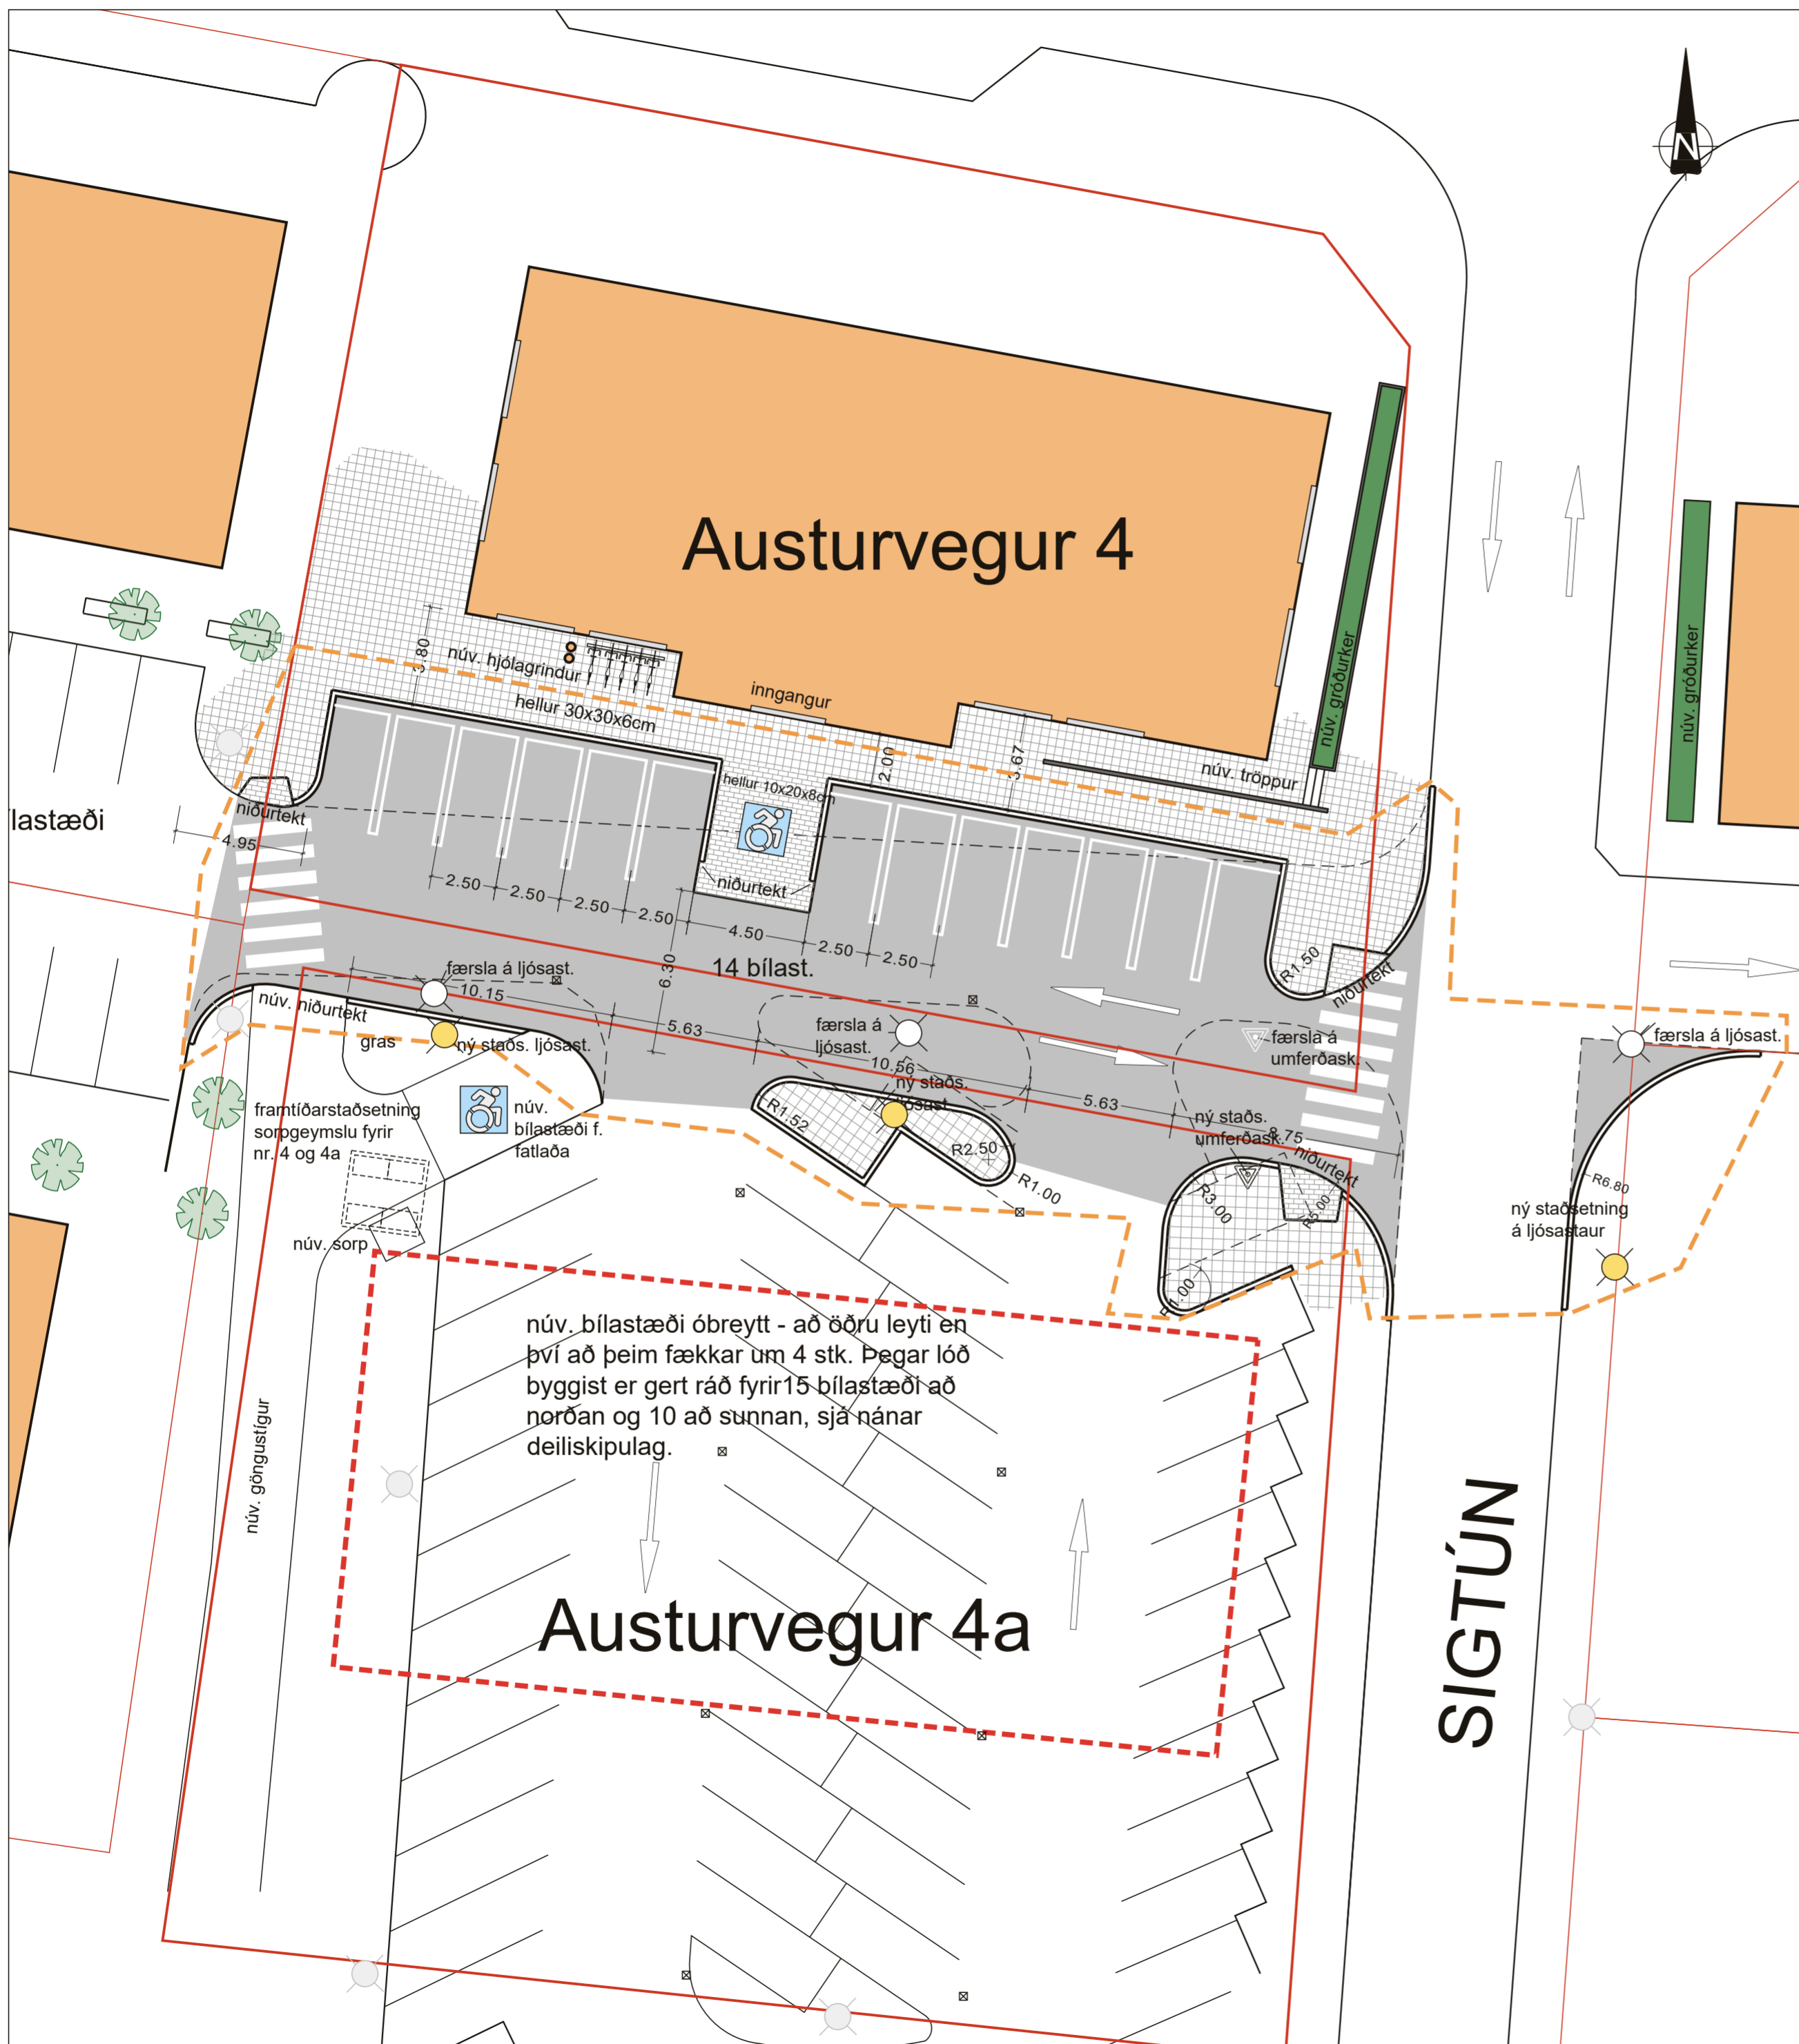 N
Austurvegur 4
núv. gróðurker
núv. gróðurker
3.80
núv. hjólagrindur
hellur 30x30x6cm
inngangur
2.00
3.67
núv. tröppur
hellur 10x20x8cm
lastæði
niðurtekt
4.95
niðurtekt
2.50
2.50
2.50
2.50
4.50
2.50
2.50
6.30
14 bílast.
R1.50
niðurtekt
færsla á ljósast.
10.15
núv. niðurtekt
gras
ný staðs. ljósast.
5.63
færsla á
ljósast.
10.56
ný staðs.
ljósast.
færsla á
umferðask.
færsla á ljósast.
5.63
ný staðs.
umferðask.
8.75
niðurtekt
framtíðarstaðsetning
sorpgeymslu fyrir
nr. 4 og 4a
núv.
bílastæði f.
fatlaða
R1.52
R2.50
R1.00
R3.00
R5.00
R1.00
R6.80
ný staðsetning
á ljósastaur
núv. sorp
núv. bílastæði óbreytt - að öðru leyti en
því að þeim fækkar um 4 stk. Þegar lóð
byggist er gert ráð fyrir15 bílastæði að
norðan og 10 að sunnan, sjá nánar
deiliskipulag.
núv. göngustígur
Austurvegur 4a
SIGTÚN